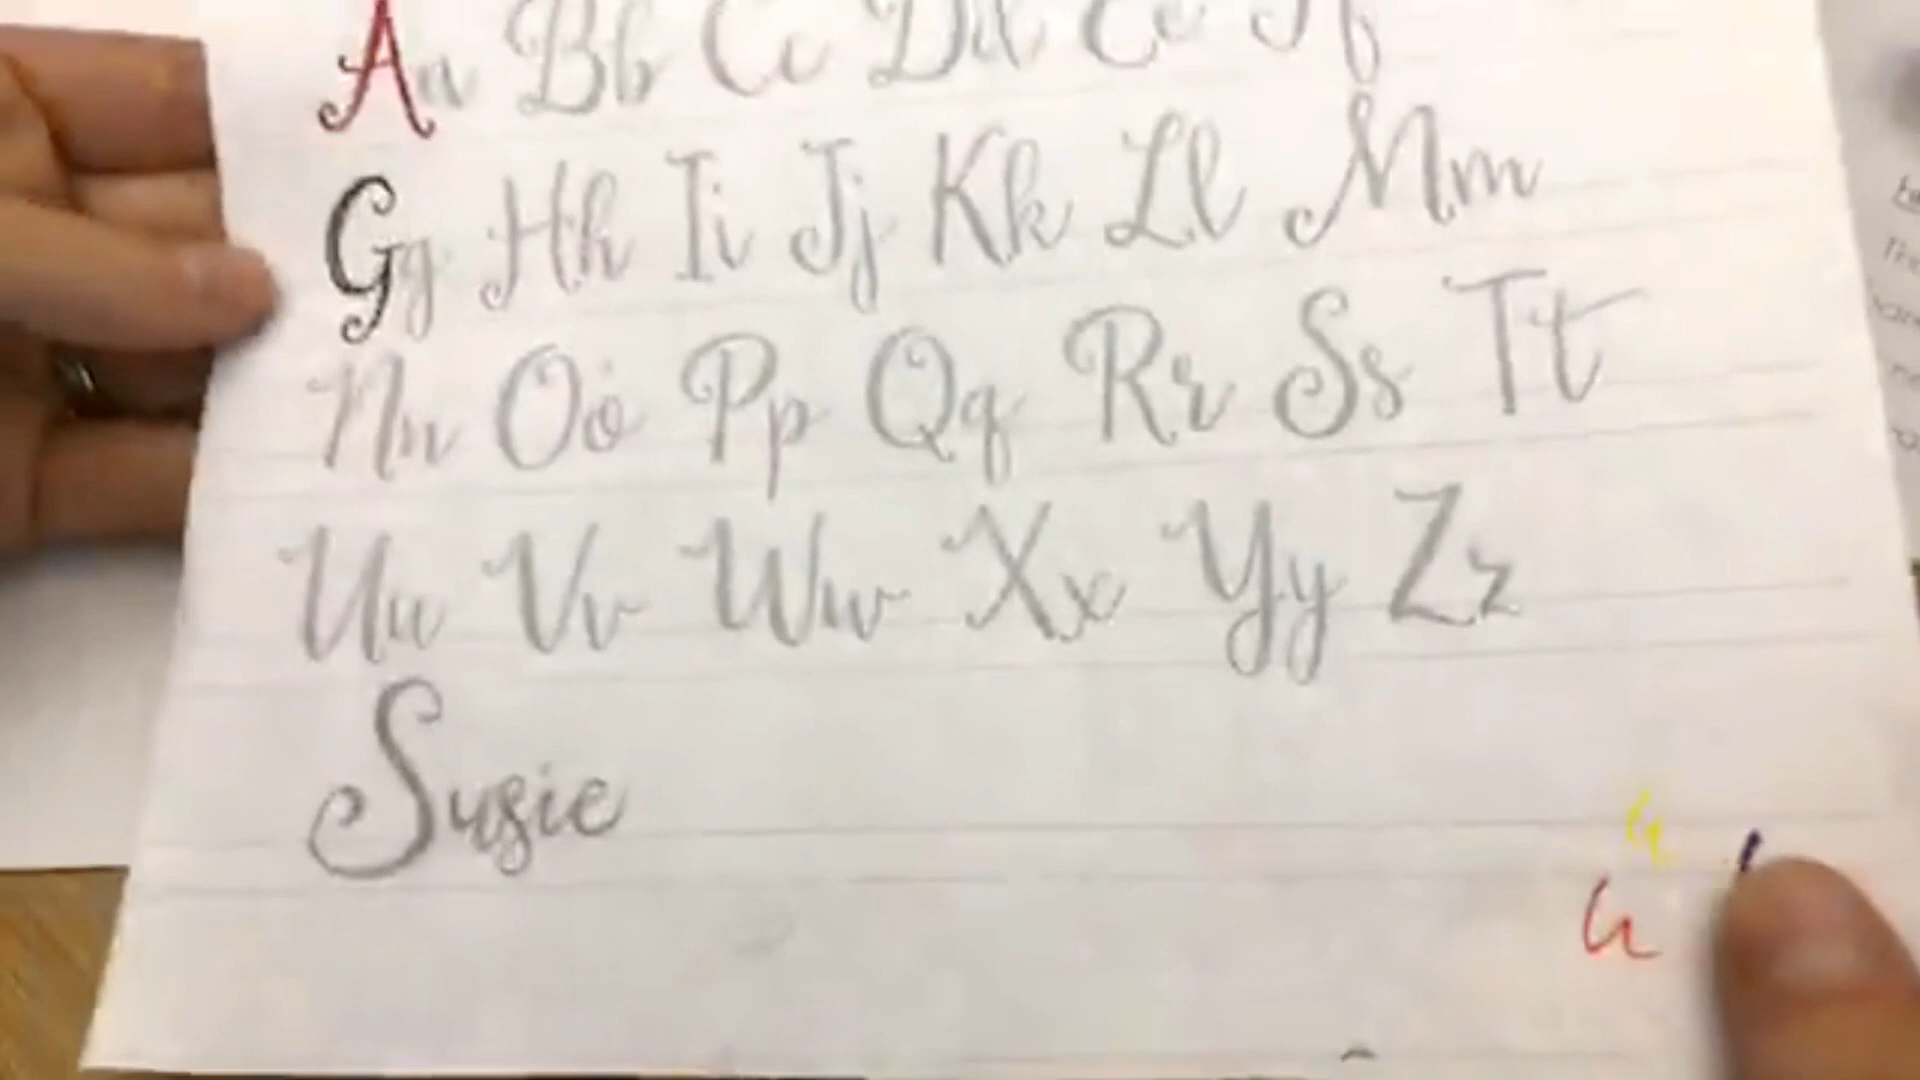 Aa Bb Cc Dd Ee Ff
Gg Hh Ii Jj Kk Ll Mm
Nn Oo Pp Qq Rr Ss Tt
Uu Vv Ww Xx Yy Zz
Susie